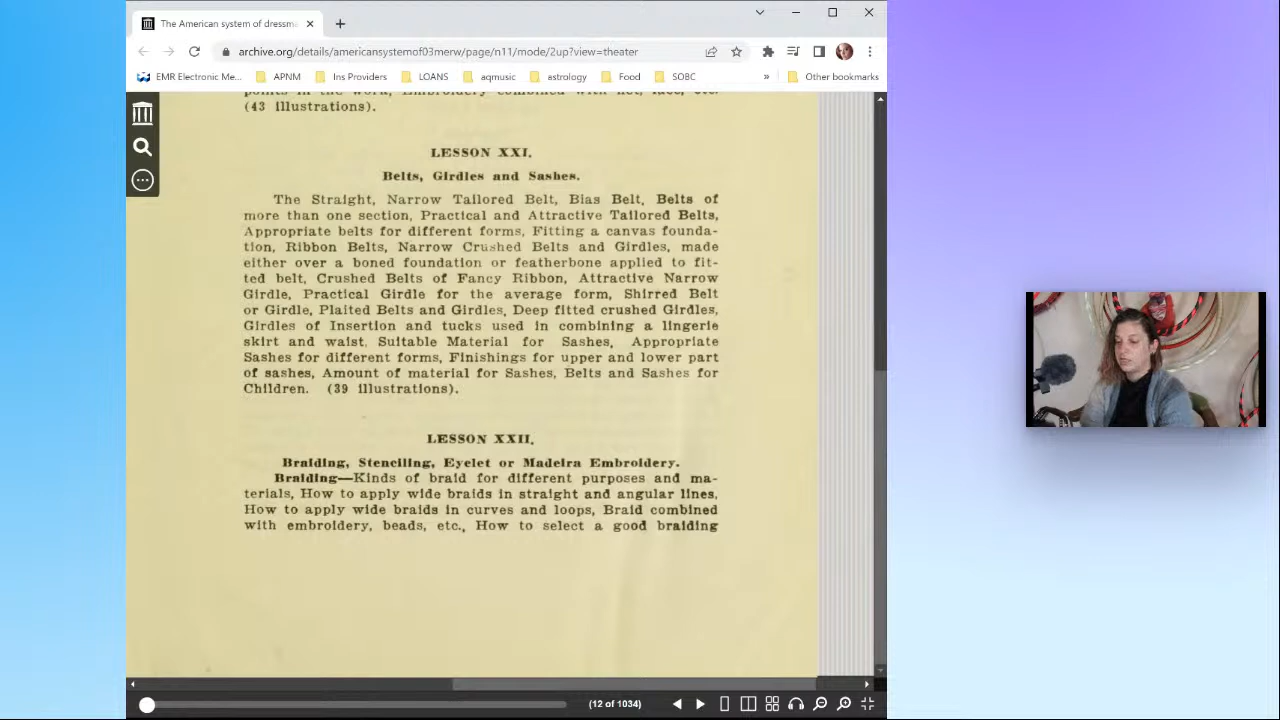 The American system of dressma
archive.org/details/americansystemof03merw/page/n11/mode/2up?view=theater
EMR Electronic Me...
APNM
Ins Providers
LOANS
aqmusic
astrology
Food
SOBC
»
Other bookmarks
points in the work, Embroidery combined with net, lace, etc.
(43 illustrations).
LESSON XXI.
Belts, Girdles and Sashes.
The Straight, Narrow Tailored Belt, Bias Belt, Belts of
more than one section, Practical and Attractive Tailored Belts,
Appropriate belts for different forms, Fitting a canvas founda-
tion, Ribbon Belts, Narrow Crushed Belts and Girdles, made
either over a boned foundation or featherbone applied to fit-
ted belt, Crushed Belts of Fancy Ribbon, Attractive Narrow
Girdle, Practical Girdle for the average form, Shirred Belt
or Girdle, Plaited Belts and Girdles, Deep fitted crushed Girdles,
Girdles of Insertion and tucks used in combining a lingerie
skirt and waist, Suitable Material for Sashes, Appropriate
Sashes for different forms, Finishings for upper and lower part
of sashes, Amount of material for Sashes, Belts and Sashes for
Children. (39 illustrations).
LESSON XXII.
Braiding, Stenciling, Eyelet or Madeira Embroidery.
Braiding—Kinds of braid for different purposes and ma-
terials, How to apply wide braids in straight and angular lines,
How to apply wide braids in curves and loops, Braid combined
with embroidery, beads, etc., How to select a good braiding
(12 of 1034)